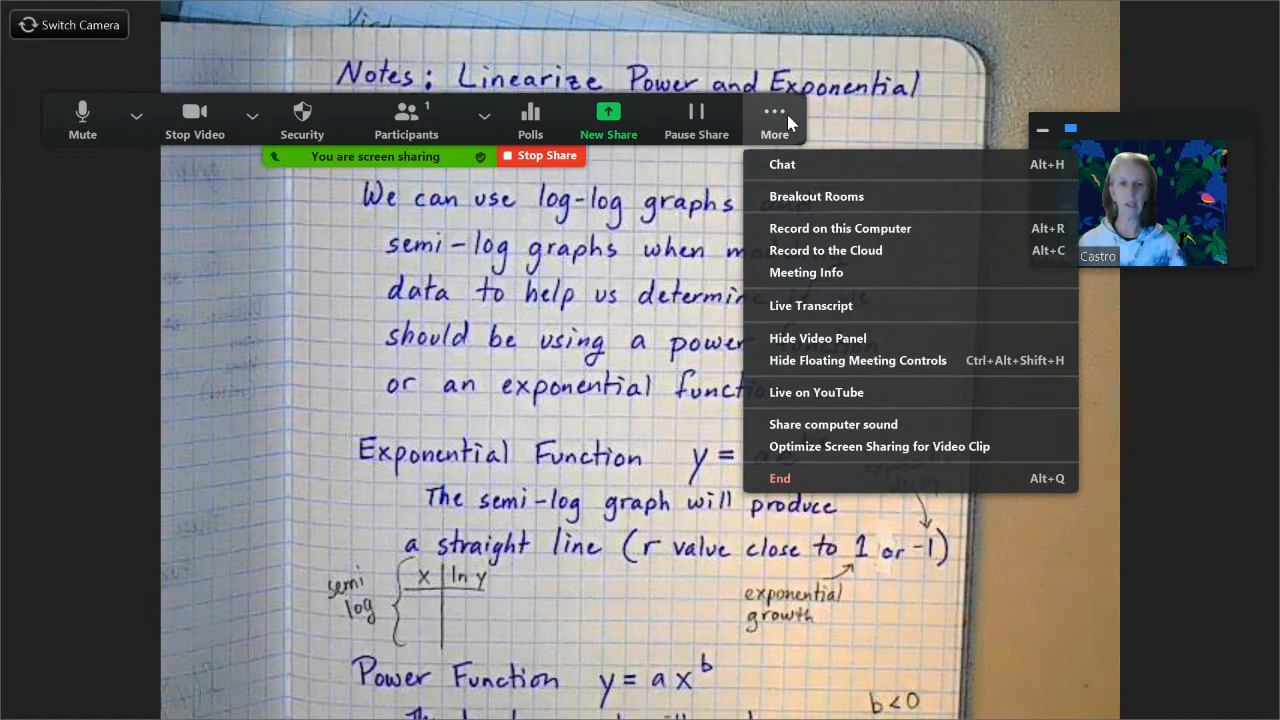 Switch Camera
Notes: Linearize Power and Exponential
1
Mute
Stop Video
Security
Participants
Polls
New Share
Pause Share
More
You are screen sharing
Stop Share
Chat Alt+H
Breakout Rooms
Record on this Computer Alt+R
Record to the Cloud Alt+C
Meeting Info
Live Transcript
Hide Video Panel
Hide Floating Meeting Controls Ctrl+Alt+Shift+H
Live on YouTube
Share computer sound
Optimize Screen Sharing for Video Clip
End Alt+Q
Castro
We can use log-log graphs
semi-log graphs when
data to help us determine
should be using a power
or an exponential
Exponential Function y =
The semi-log graph will produce
a straight line (r value close to 1 or -1)
semi log
x ln y
exponential
growth
Power Function y = ax^b
b<0